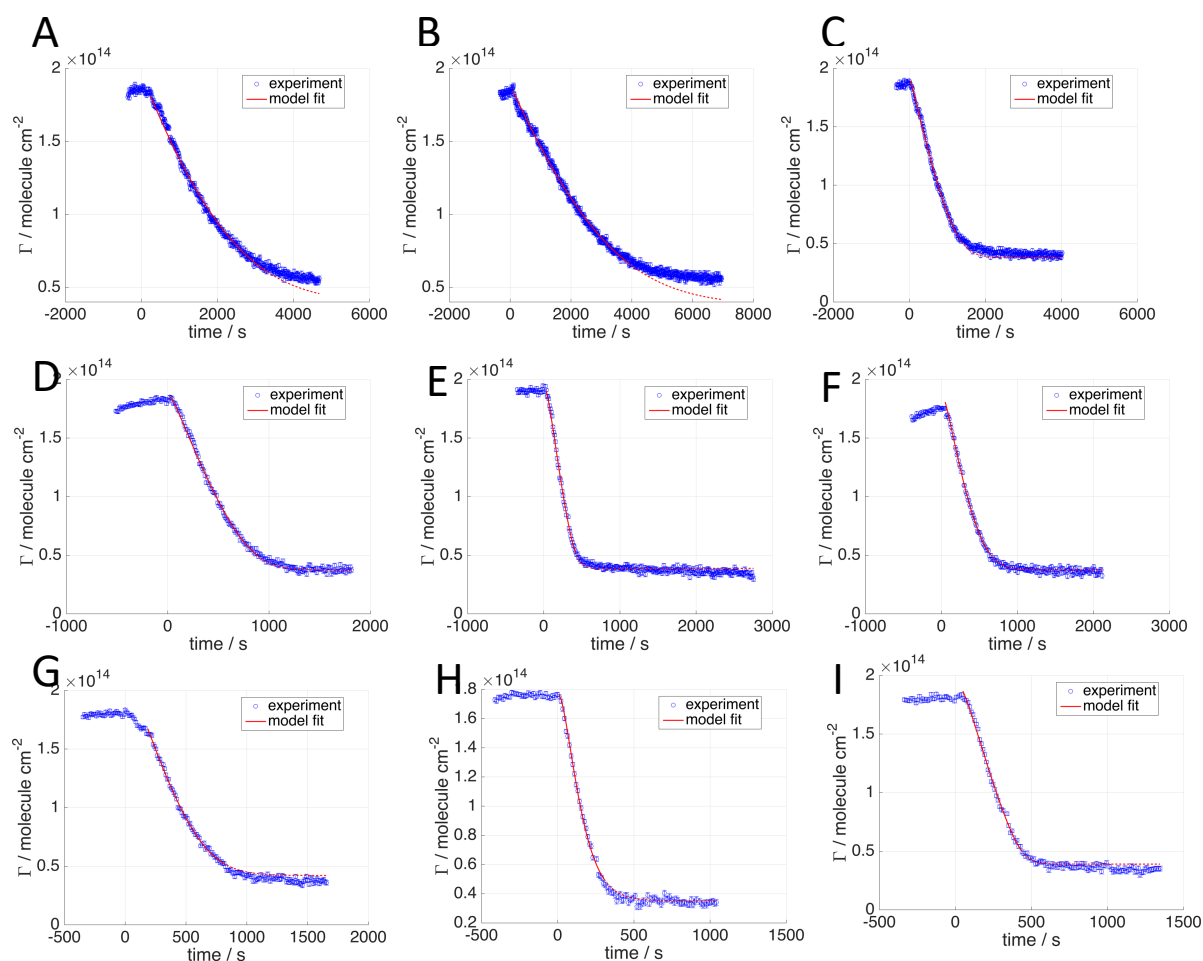 A
×10^14
2
1.5
1
0.5
Γ / molecule cm^-2
-2000 0 2000 4000 6000
time / s
experiment
model fit
B
×10^14
2
1.5
1
0.5
Γ / molecule cm^-2
-2000 0 2000 4000 6000 8000
time / s
experiment
model fit
C
×10^14
2
1.5
1
0.5
0
Γ / molecule cm^-2
-2000 0 2000 4000 6000
time / s
experiment
model fit
D
×10^14
2
1.5
1
0.5
0
Γ / molecule cm^-2
-1000 0 1000 2000
time / s
experiment
model fit
E
×10^14
2
1.5
1
0.5
0
Γ / molecule cm^-2
-1000 0 1000 2000 3000
time / s
experiment
model fit
F
×10^14
2
1.5
1
0.5
0
Γ / molecule cm^-2
-1000 0 1000 2000 3000
time / s
experiment
model fit
G
×10^14
2
1.5
1
0.5
0
Γ / molecule cm^-2
-500 0 500 1000 1500 2000
time / s
experiment
model fit
H
×10^14
1.8
1.6
1.4
1.2
1
0.8
0.6
0.4
0.2
Γ / molecule cm^-2
-500 0 500 1000 1500
time / s
experiment
model fit
I
×10^14
2
1.5
1
0.5
0
Γ / molecule cm^-2
-500 0 500 1000 1500
time / s
experiment
model fit